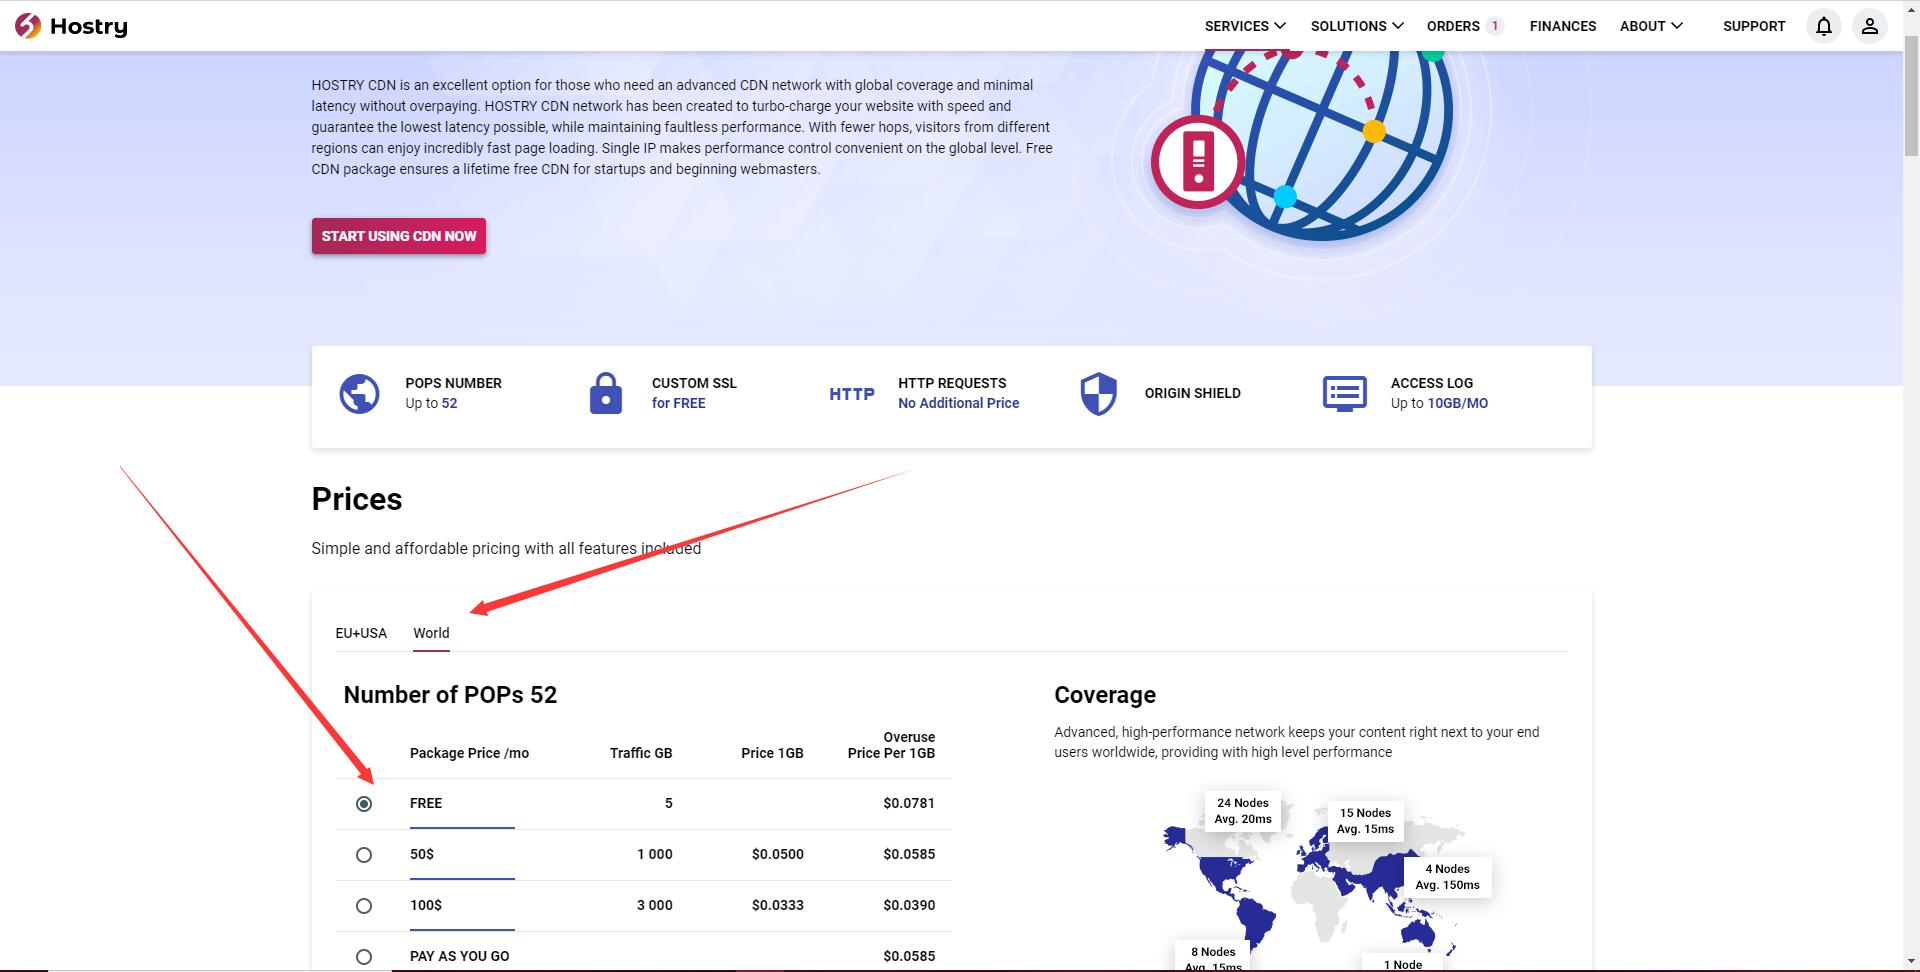 Hostry
SERVICES
SOLUTIONS
ORDERS 1
FINANCES
ABOUT
SUPPORT
HOSTRY CDN is an excellent option for those who need an advanced CDN network with global coverage and minimal
latency without overpaying. HOSTRY CDN network has been created to turbo-charge your website with speed and
guarantee the lowest latency possible, while maintaining faultless performance. With fewer hops, visitors from different
regions can enjoy incredibly fast page loading. Single IP makes performance control convenient on the global level. Free
CDN package ensures a lifetime free CDN for startups and beginning webmasters.
START USING CDN NOW
POPS NUMBER
Up to 52
CUSTOM SSL
for FREE
HTTP
HTTP REQUESTS
No Additional Price
ORIGIN SHIELD
ACCESS LOG
Up to 10GB/MO
Prices
Simple and affordable pricing with all features included
EU+USA
World
Number of POPs 52
Package Price /mo
Traffic GB
Price 1GB
Overuse
Price Per 1GB
FREE 5 $0.0781
50$ 1 000 $0.0500 $0.0585
100$ 3 000 $0.0333 $0.0390
PAY AS YOU GO $0.0585
Coverage
Advanced, high-performance network keeps your content right next to your end
users worldwide, providing with high level performance
24 Nodes
Avg. 20ms
15 Nodes
Avg. 15ms
4 Nodes
Avg. 150ms
8 Nodes
Avg. 15ms
1 Node